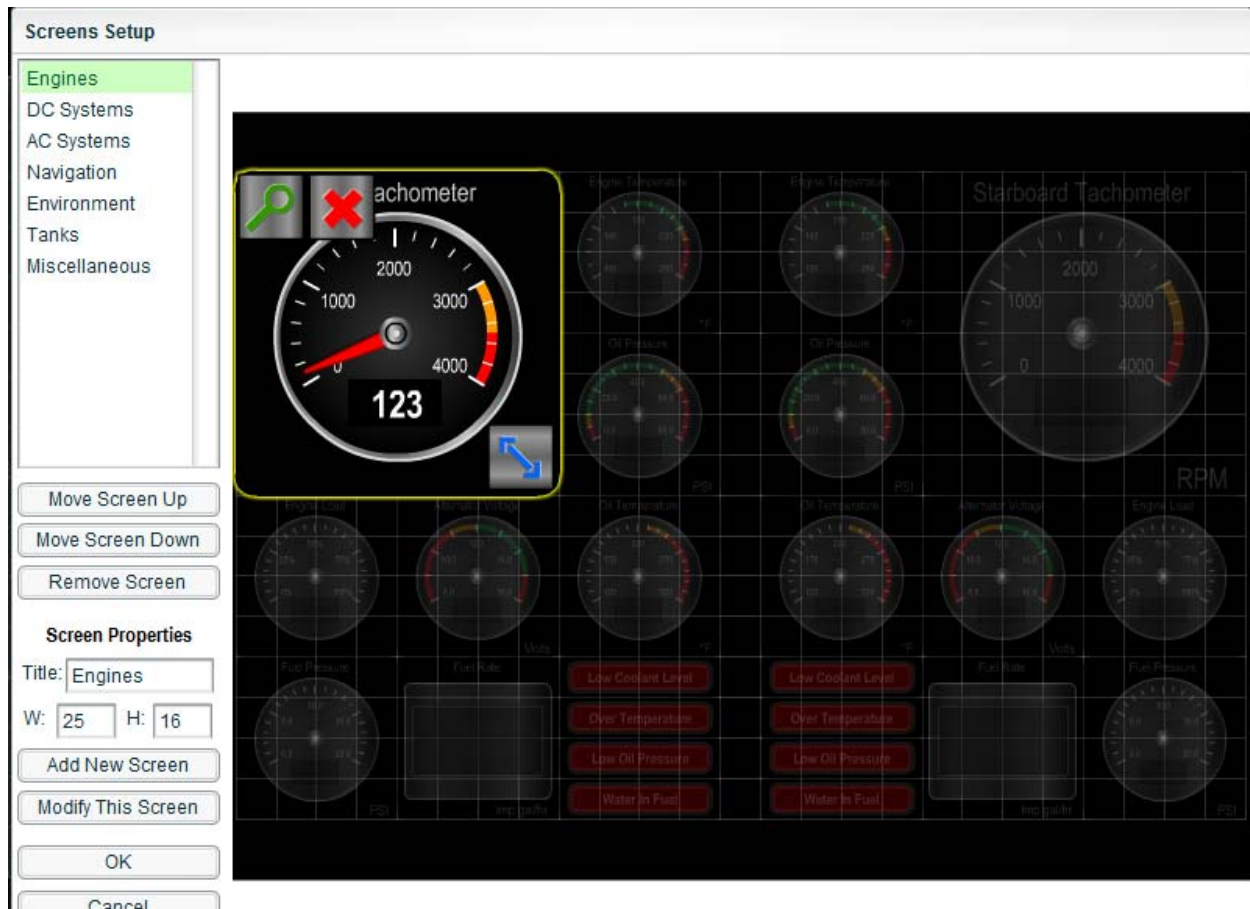 Screens Setup
Engines
DC Systems
AC Systems
Navigation
Environment
Tanks
Miscellaneous
Move Screen Up
Move Screen Down
Remove Screen
Screen Properties
Title: Engines
W: 25 H: 16
Add New Screen
Modify This Screen
OK
Cancel
achometer
0
1000
2000
3000
4000
123
Engine Temperature
°F
Engine Temperature
Starboard Tachometer
0
1000
2000
3000
4000
RPM
Oil Pressure
PSI
Oil Pressure
PSI
Engine Load
Alternator Voltage
Volts
Oil Temperature
°F
Oil Temperature
°F
Alternator Voltage
Volts
Engine Load
Fuel Pressure
PSI
Fuel Rate
Imp gal/hr
Low Coolant Level
Over Temperature
Low Oil Pressure
Water In Fuel
Low Coolant Level
Over Temperature
Low Oil Pressure
Water In Fuel
Fuel Rate
Imp gal/hr
Fuel Pressure
PSI